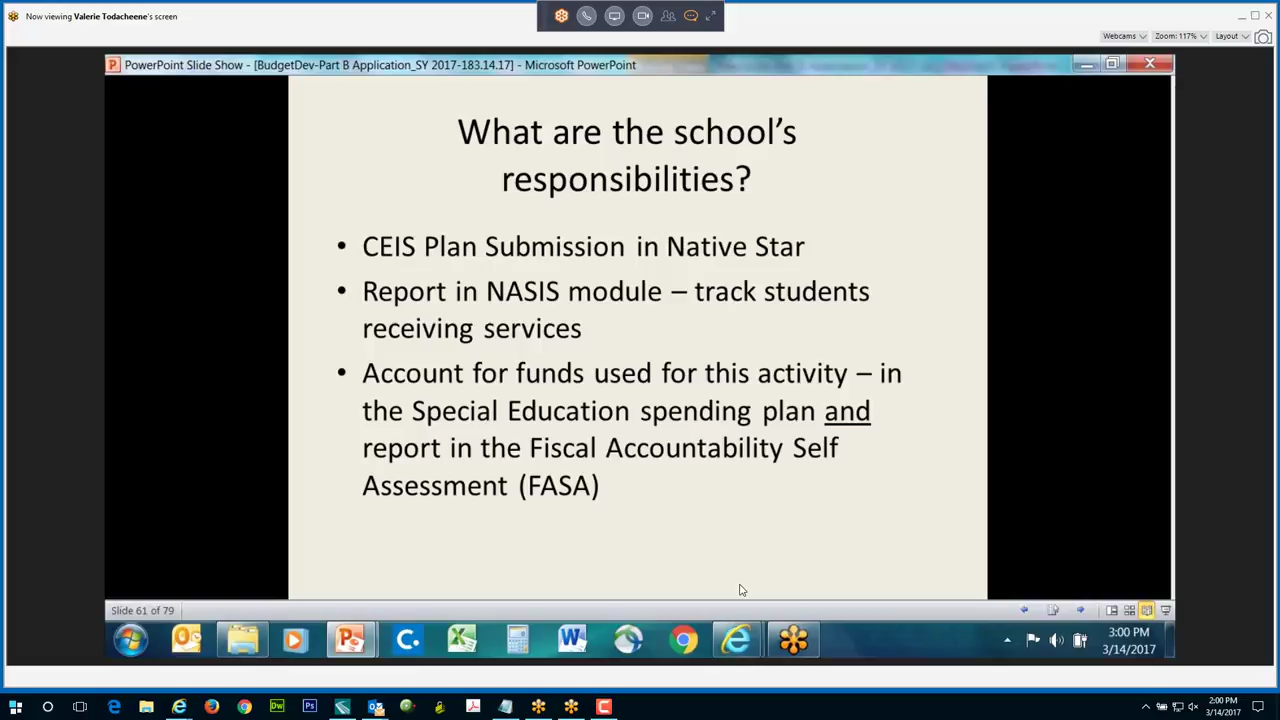 Now viewing Valerie Todacheene's screen
Webcams Zoom: 117% Layout
PowerPoint Slide Show - [BudgetDev-Part B Application_SY 2017-183.14.17] - Microsoft PowerPoint
What are the school's
responsibilities?
• CEIS Plan Submission in Native Star
• Report in NASIS module – track students
receiving services
• Account for funds used for this activity – in
the Special Education spending plan and
report in the Fiscal Accountability Self
Assessment (FASA)
Slide 61 of 79
3:00 PM
3/14/2017
2:00 PM
3/14/2017